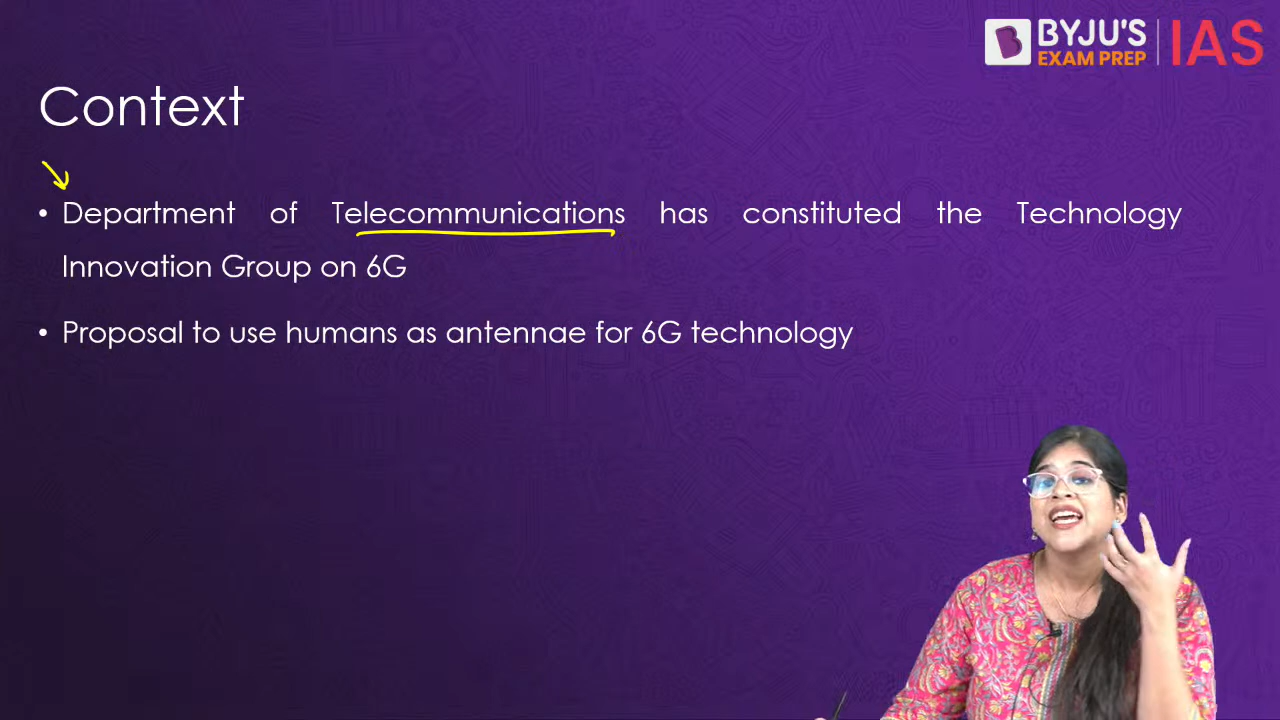 BYJU'S
EXAM PREP
IAS
Context
• Department of Telecommunications has constituted the Technology
Innovation Group on 6G
• Proposal to use humans as antennae for 6G technology